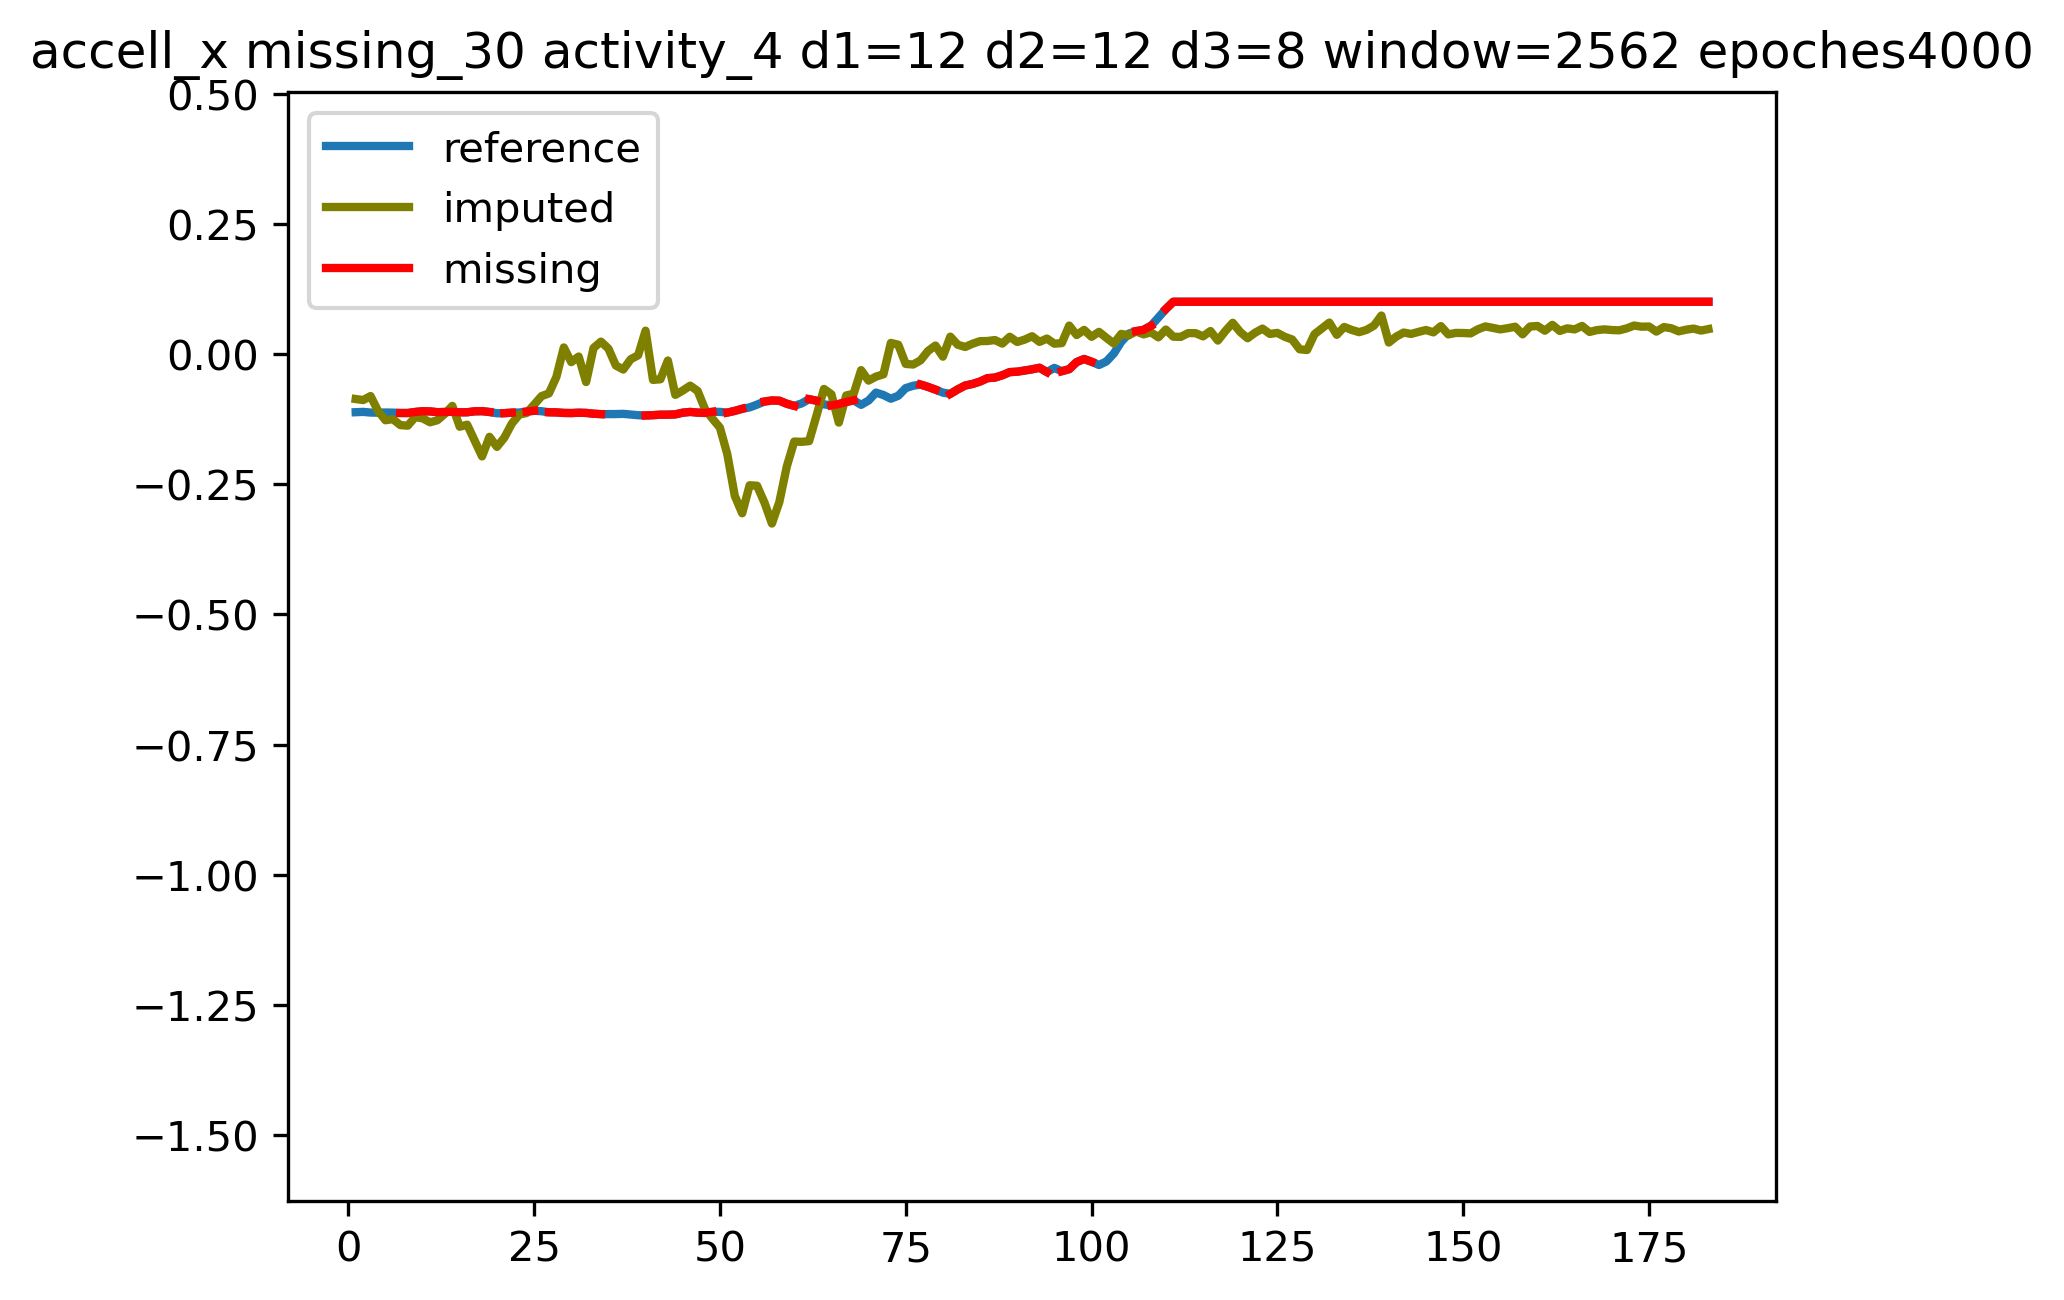 accell_x missing_30 activity_4 d1=12 d2=12 d3=8 window=2562 epoches4000
0.50
0.25
0.00
−0.25
−0.50
−0.75
−1.00
−1.25
−1.50
reference
imputed
missing
0 25 50 75 100 125 150 175